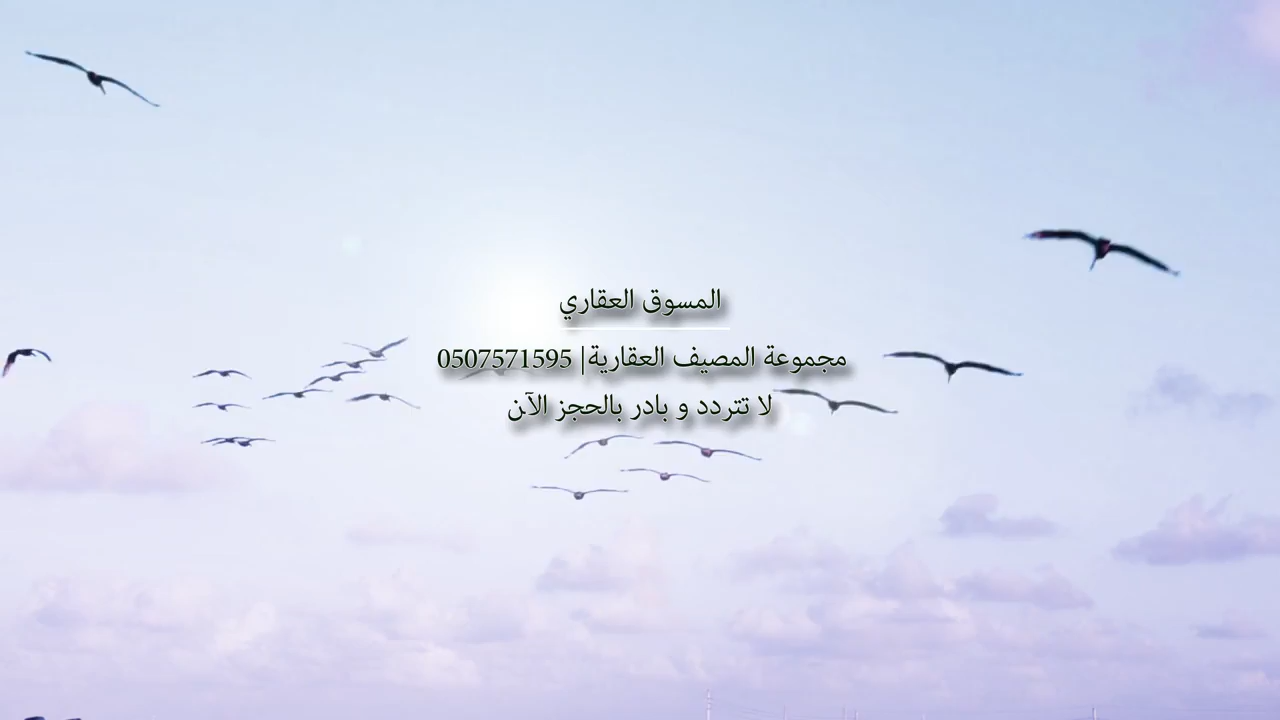 المسوق العقاري
مجموعة المصيف العقارية| 0507571595
لا تتردد و بادر بالحجز الآن